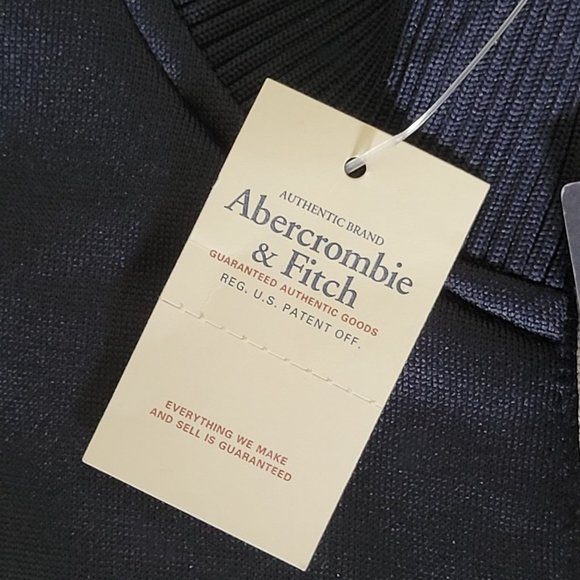 AUTHENTIC BRAND
Abercrombie
& Fitch
GUARANTEED AUTHENTIC GOODS
REG. U.S. PATENT OFF.
EVERYTHING WE MAKE
AND SELL IS GUARANTEED